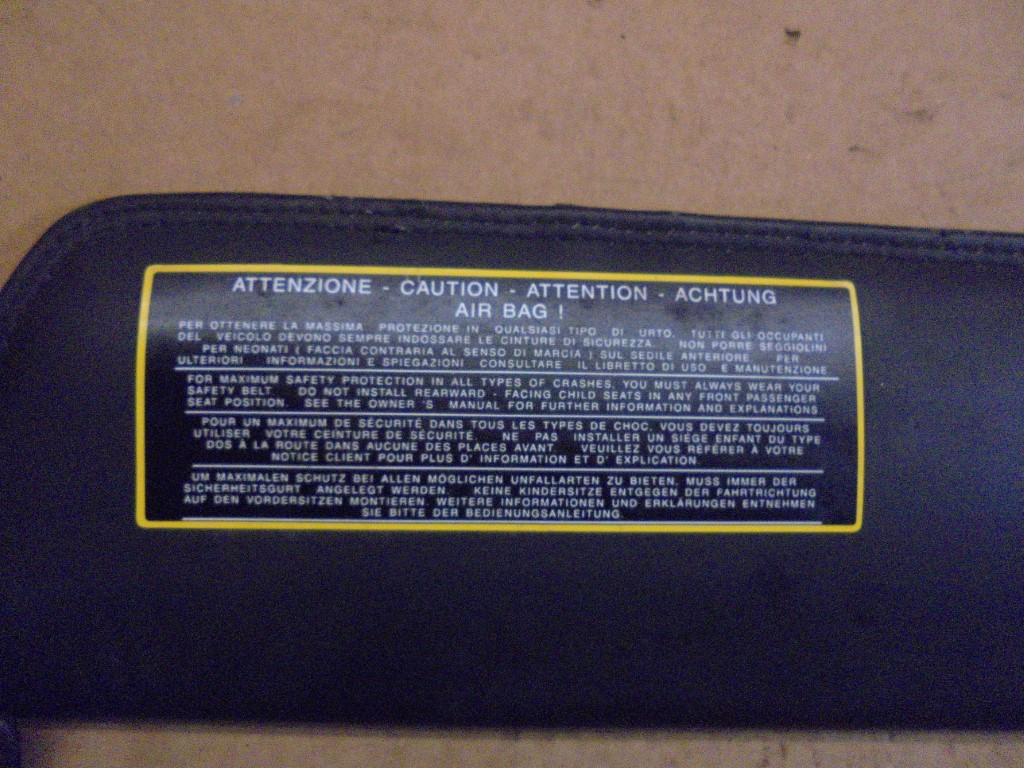 ATTENZIONE - CAUTION - ATTENTION - ACHTUNG
AIR BAG !
PER OTTENERE LA MASSIMA PROTEZIONE IN QUALSIASI TIPO DI URTO, TUTTI GLI OCCUPANTI
DEL VEICOLO DEVONO SEMPRE INDOSSARE LE CINTURE DI SICUREZZA. NON PORRE SEGGIOLINI
PER NEONATI ( FACCIA CONTRARIA AL SENSO DI MARCIA ) SUL SEDILE ANTERIORE PER
ULTERIORI INFORMAZIONI E SPIEGAZIONI CONSULTARE IL LIBRETTO DI USO E MANUTENZIONE
FOR MAXIMUM SAFETY PROTECTION IN ALL TYPES OF CRASHES, YOU MUST ALWAYS WEAR YOUR
SAFETY BELT DO NOT INSTALL REARWARD - FACING CHILD SEATS IN ANY FRONT PASSENGER
SEAT POSITION. SEE THE OWNER 'S MANUAL FOR FURTHER INFORMATION AND EXPLANATIONS
POUR UN MAXIMUM DE SÉCURITÉ DANS TOUS LES TYPES DE CHOC, VOUS DEVEZ TOUJOURS
UTILISER VOTRE CEINTURE DE SÉCURITÉ. NE PAS INSTALLER UN SIÈGE ENFANT DU TYPE
DOS À LA ROUTE DANS AUCUNE DES PLACES AVANT. VEUILLEZ VOUS RÉFÉRER À VOTRE
NOTICE CLIENT POUR PLUS D' INFORMATION ET D' EXPLICATION.
UM MAXIMALEN SCHUTZ BEI ALLEN MÖGLICHEN UNFALLARTEN ZU BIETEN, MUSS IMMER DER
SICHERHEITSGURT ANGELEGT WERDEN. KEINE KINDERSITZE ENTGEGEN DER FAHRTRICHTUNG
AUF DEN VORDERSITZEN MONTIEREN. WEITERE INFORMATIONEN UND ERKLÄRUNGEN ENTNEHMEN
SIE BITTE DER BEDIENUNGSANLEITUNG.